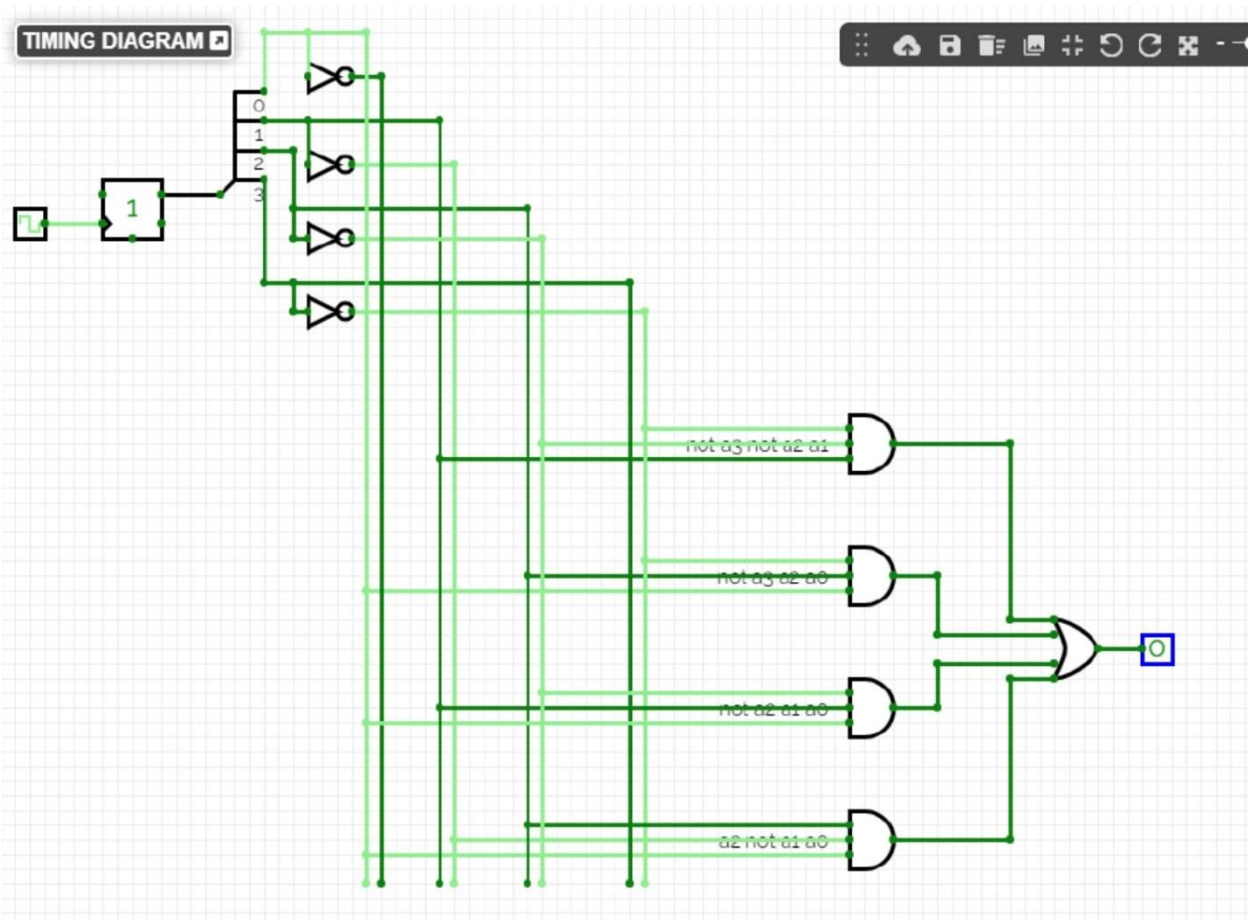 TIMING DIAGRAM
0
1
2
3
1
not a3 not a2 a1
not a3 a2 a0
0
not a2 a1 a0
a2 not a1 a0